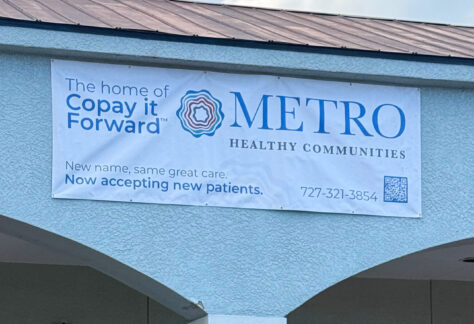 The home of
Copay it
Forward™
METRO
HEALTHY COMMUNITIES
New name, same great care.
Now accepting new patients.
727-321-3854